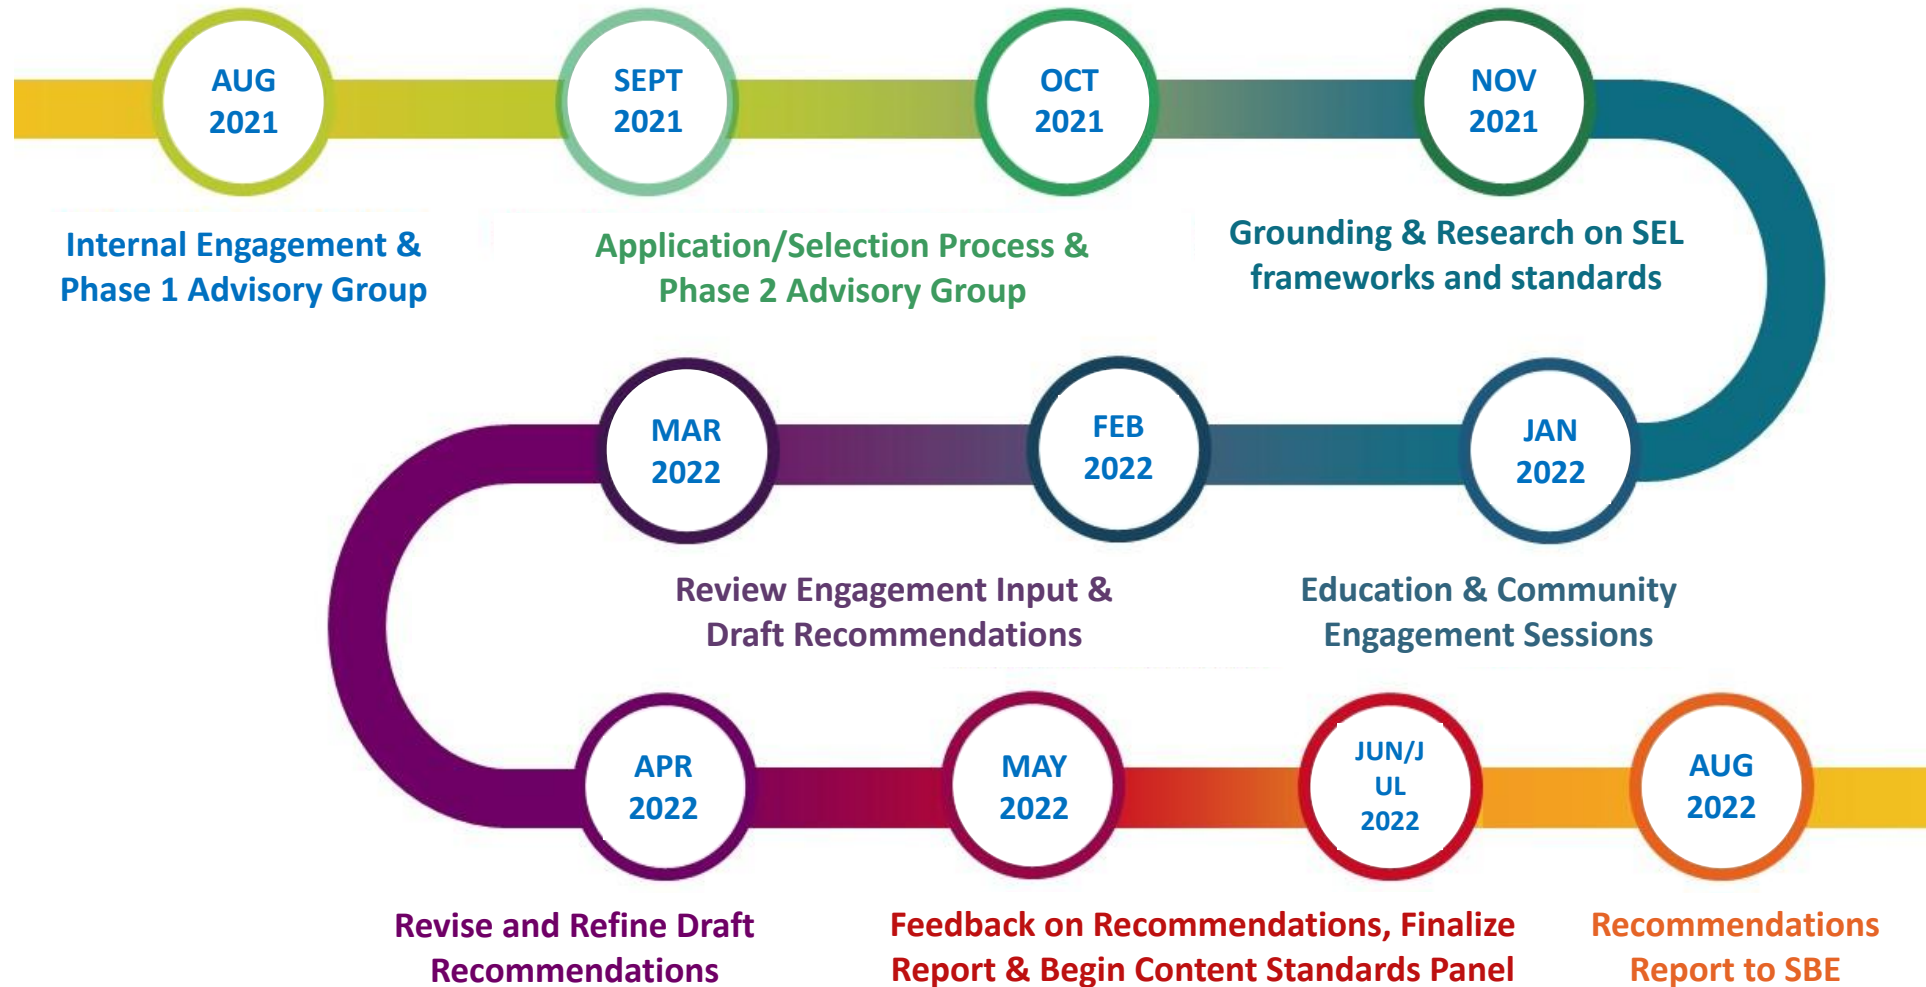 AUG
2021
SEPT
2021
OCT
2021
NOV
2021
Internal Engagement &
Phase 1 Advisory Group
Application/Selection Process &
Phase 2 Advisory Group
Grounding & Research on SEL
frameworks and standards
MAR
2022
FEB
2022
JAN
2022
Review Engagement Input &
Draft Recommendations
Education & Community
Engagement Sessions
APR
2022
MAY
2022
JUN/J
UL
2022
AUG
2022
Revise and Refine Draft
Recommendations
Feedback on Recommendations, Finalize
Report & Begin Content Standards Panel
Recommendations
Report to SBE